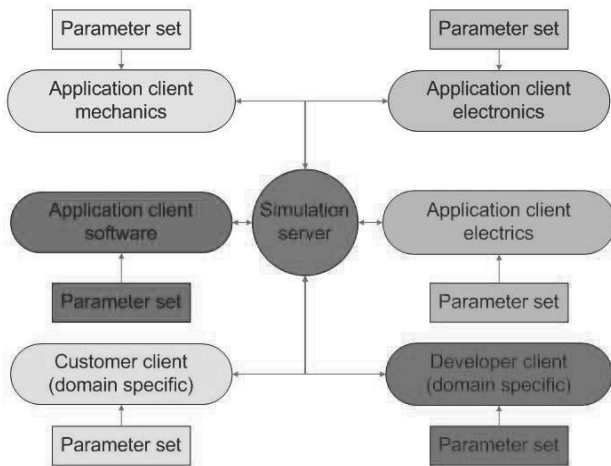 Parameter set
Parameter set
Application client
mechanics
Application client
electronics
Application client
software
Simulation
server
Application client
electrics
Parameter set
Parameter set
Customer client
(domain specific)
Developer client
(domain specific)
Parameter set
Parameter set